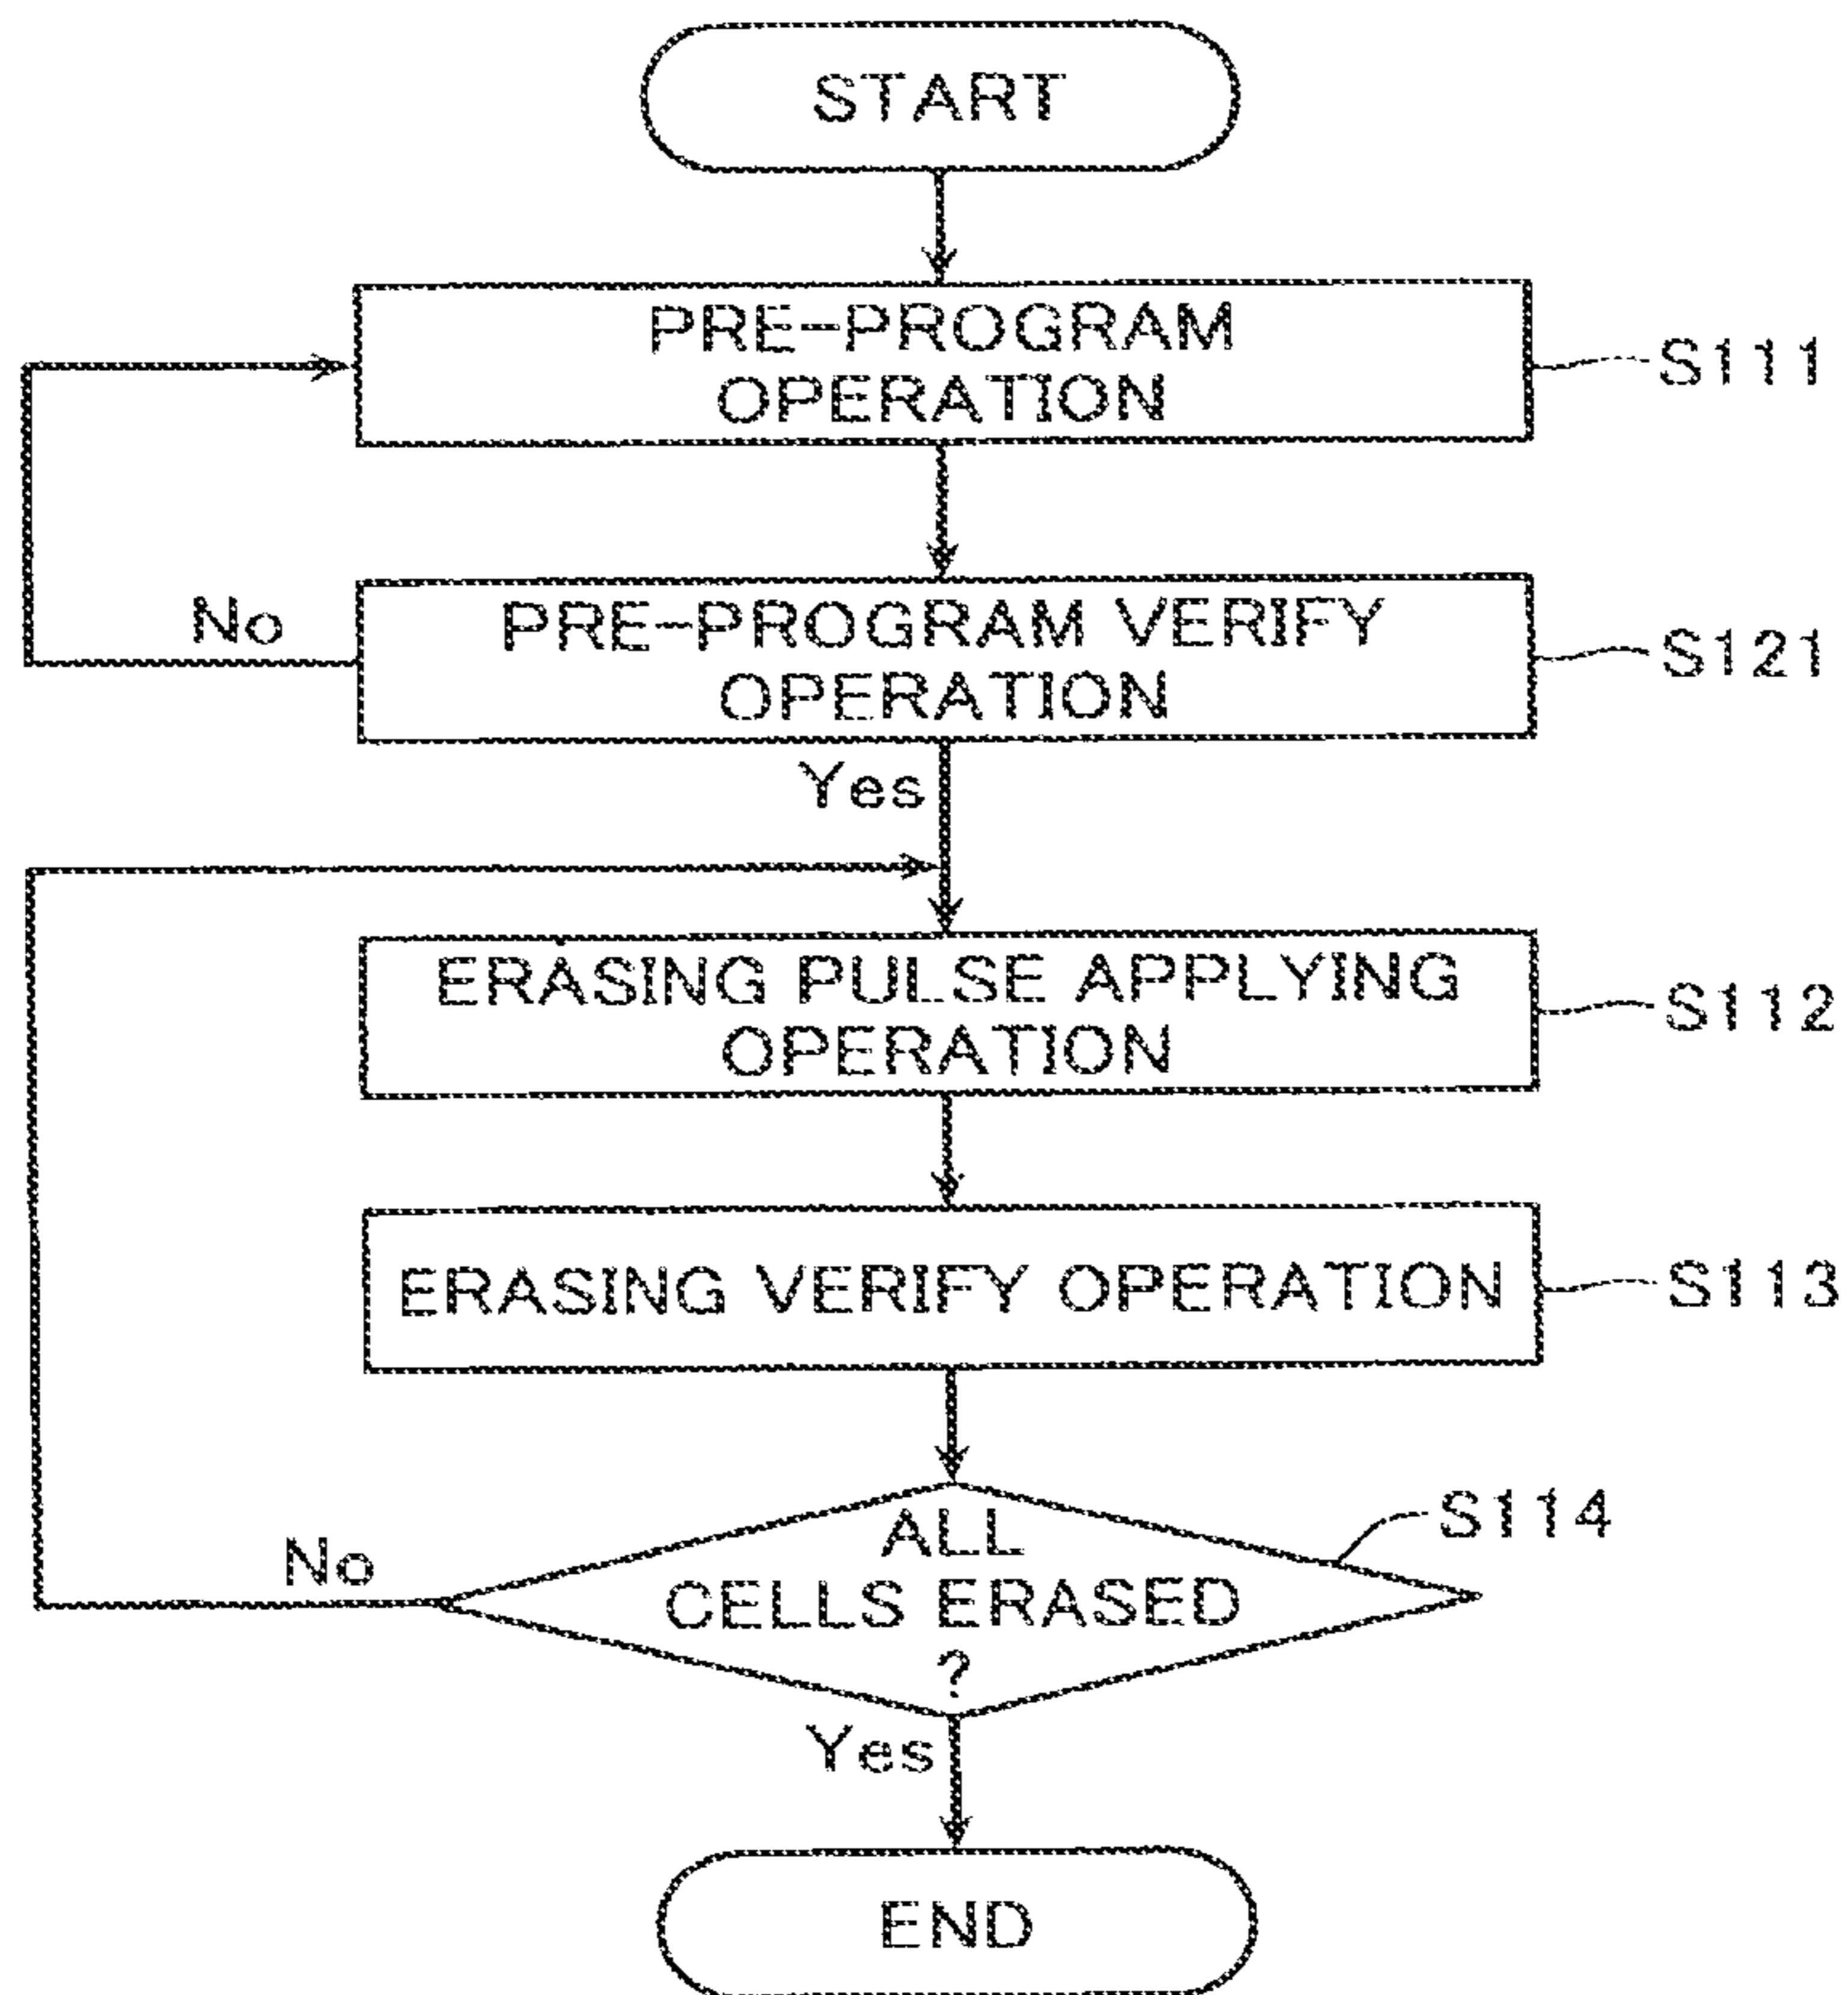 START
PRE-PROGRAM
OPERATION
S111
No
PRE-PROGRAM VERIFY
OPERATION
S121
Yes
ERASING PULSE APPLYING
OPERATION
S112
ERASING VERIFY OPERATION
S113
ALL
CELLS ERASED
?
S114
No
Yes
END